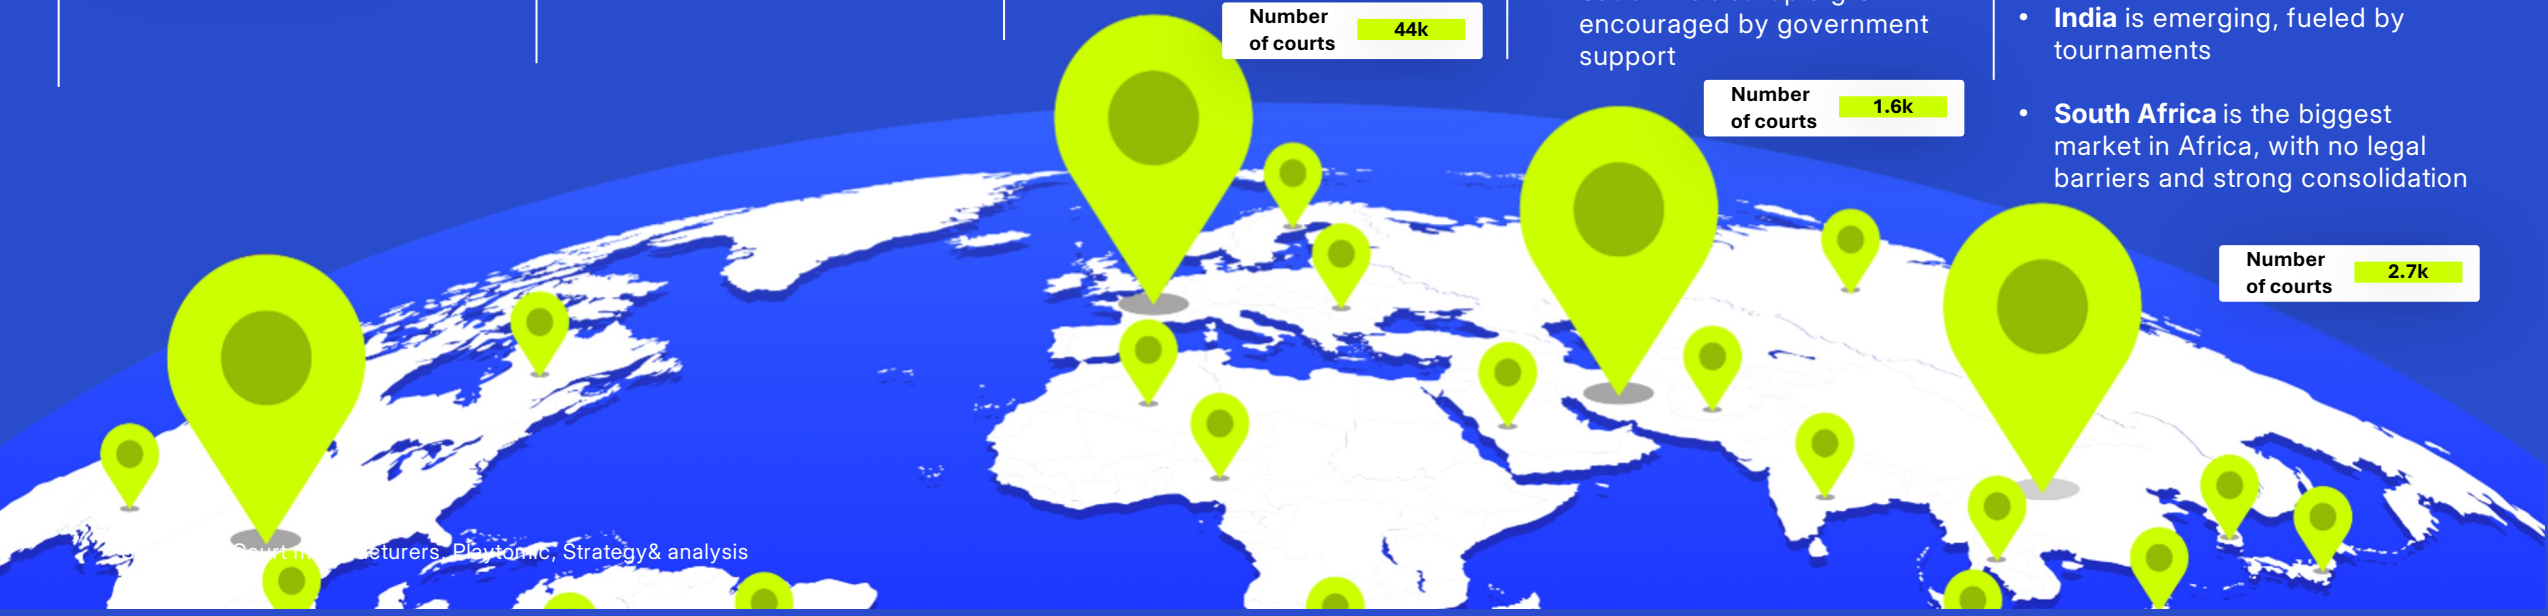 Number
of courts
44k
encouraged by government
support
Number
of courts
1.6k
• India is emerging, fueled by
tournaments
• South Africa is the biggest
market in Africa, with no legal
barriers and strong consolidation
Number
of courts
2.7k
Court Playtomic, Strategy& analysis